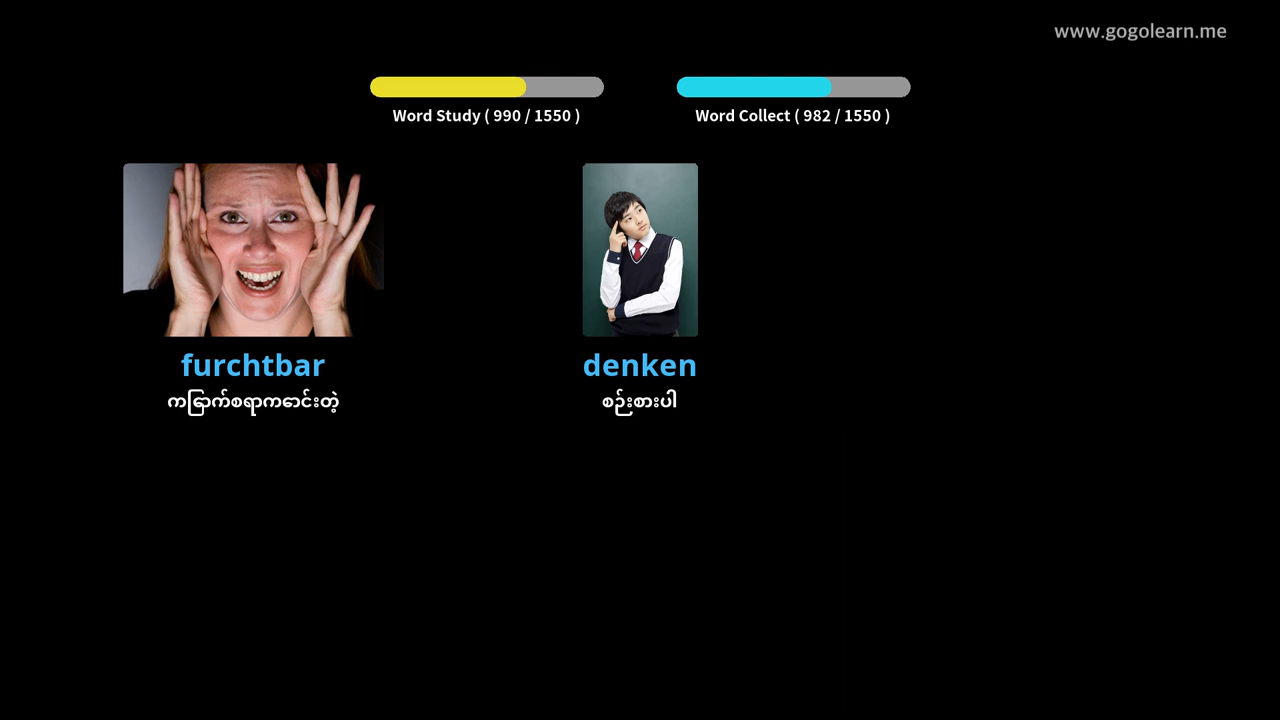 www.gogolearn.me
Word Study ( 990 / 1550 )
Word Collect ( 982 / 1550 )
furchtbar
ကြောက်စရာကောင်းတဲ့
denken
စဉ်းစားပါ